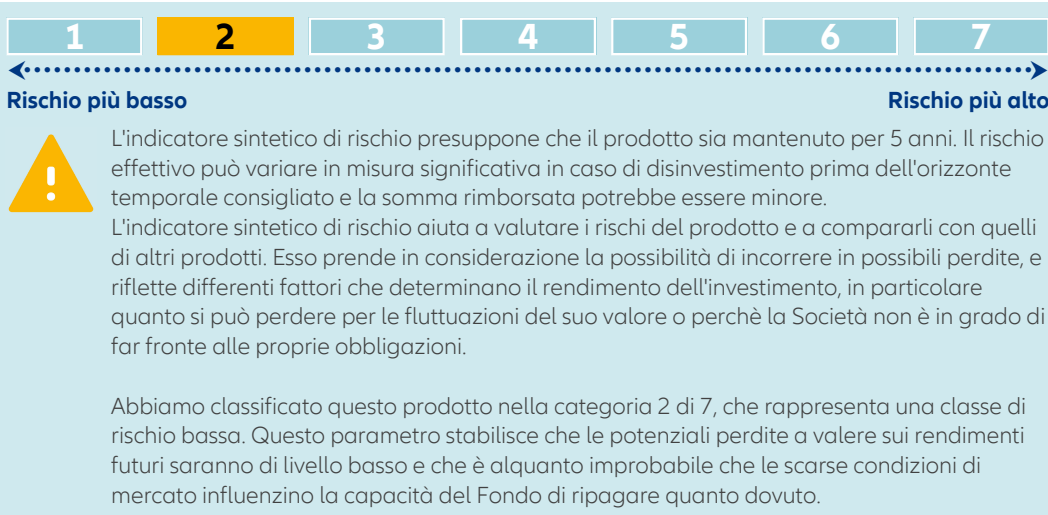 1 2 3 4 5 6 7
Rischio più basso Rischio più alto
L'indicatore sintetico di rischio presuppone che il prodotto sia mantenuto per 5 anni. Il rischio
effettivo può variare in misura significativa in caso di disinvestimento prima dell'orizzonte
temporale consigliato e la somma rimborsata potrebbe essere minore.
L'indicatore sintetico di rischio aiuta a valutare i rischi del prodotto e a compararli con quelli
di altri prodotti. Esso prende in considerazione la possibilità di incorrere in possibili perdite, e
riflette differenti fattori che determinano il rendimento dell'investimento, in particolare
quanto si può perdere per le fluttuazioni del suo valore o perchè la Società non è in grado di
far fronte alle proprie obbligazioni.
Abbiamo classificato questo prodotto nella categoria 2 di 7, che rappresenta una classe di
rischio bassa. Questo parametro stabilisce che le potenziali perdite a valere sui rendimenti
futuri saranno di livello basso e che è alquanto improbabile che le scarse condizioni di
mercato influenzino la capacità del Fondo di ripagare quanto dovuto.